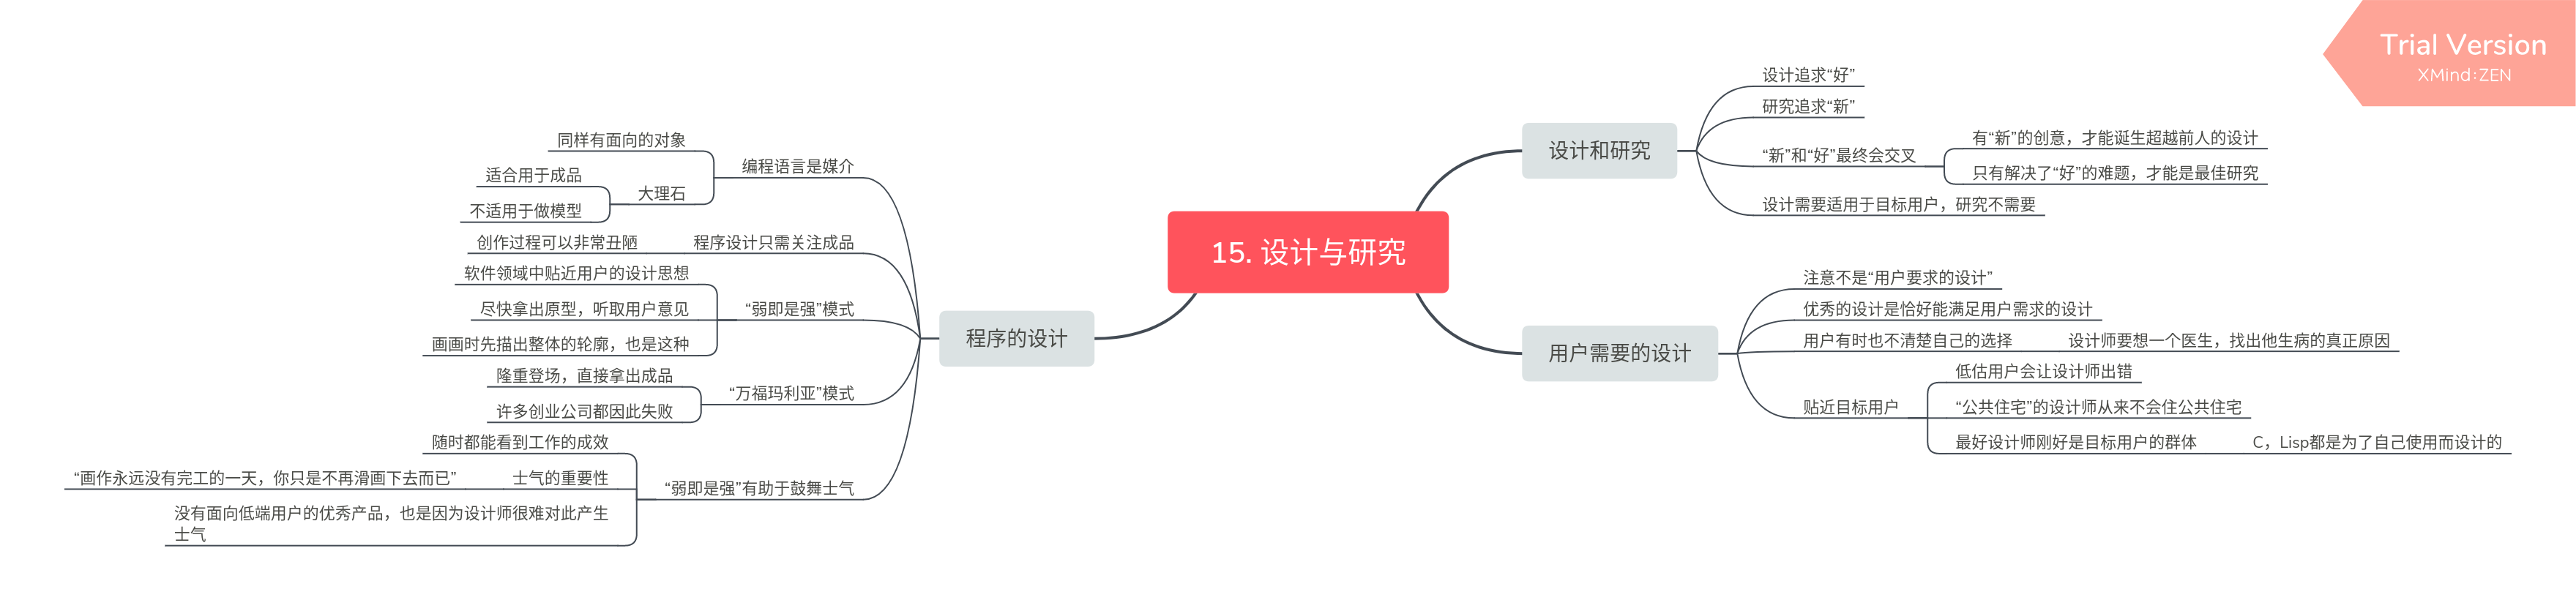 Trial Version
XMind:ZEN
15. 设计与研究
设计和研究
设计追求“好”
研究追求“新”
“新”和“好”最终会交叉
有“新”的创意，才能诞生超越前人的设计
只有解决了“好”的难题，才能是最佳研究
设计需要适用于目标用户，研究不需要
用户需要的设计
注意不是“用户要求的设计”
优秀的设计是恰好能满足用户需求的设计
用户有时也不清楚自己的选择
设计师要想一个医生，找出他生病的真正原因
贴近目标用户
低估用户会让设计师出错
“公共住宅”的设计师从来不会住公共住宅
最好设计师刚好是目标用户的群体
C，Lisp都是为了自己使用而设计的
程序的设计
编程语言是媒介
同样有面向的对象
大理石
适合用于成品
不适用于做模型
程序设计只需关注成品
创作过程可以非常丑陋
“弱即是强”模式
软件领域中贴近用户的设计思想
尽快拿出原型，听取用户意见
画画时先描出整体的轮廓，也是这种
“万福玛利亚”模式
隆重登场，直接拿出成品
许多创业公司都因此失败
“弱即是强”有助于鼓舞士气
随时都能看到工作的成效
士气的重要性
“画作永远没有完工的一天，你只是不再滑画下去而已”
没有面向低端用户的优秀产品，也是因为设计师很难对此产生
士气